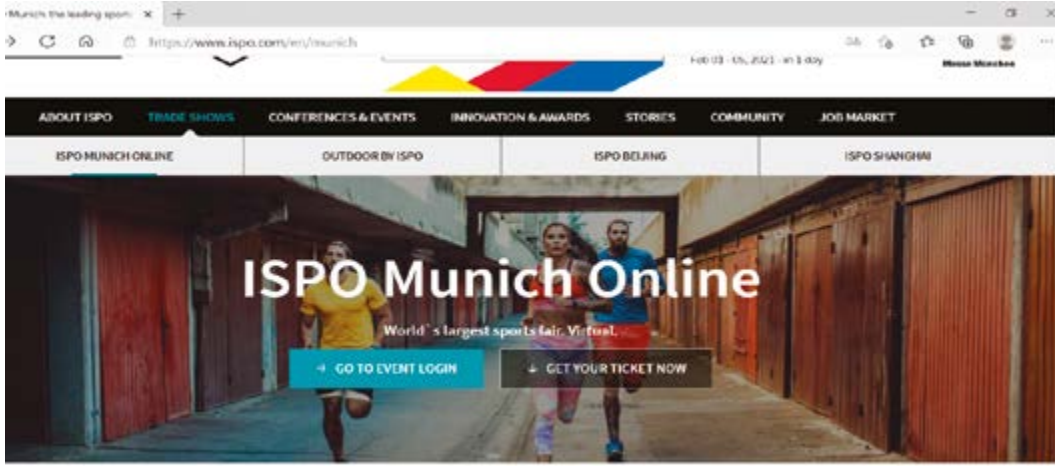 Munich the leading sport
https://www.ispo.com/en/munich
Feb 01 - 05, 2021 - in 1 day
Messe München
ABOUT ISPO TRADE SHOWS CONFERENCES & EVENTS INNOVATION & AWARDS STORIES COMMUNITY JOB MARKET
ISPO MUNICH ONLINE OUTDOOR BY ISPO ISPO BEIJING ISPO SHANGHAI
ISPO Munich Online
World`s largest sports fair. Virtual.
→ GO TO EVENT LOGIN ↓ GET YOUR TICKET NOW